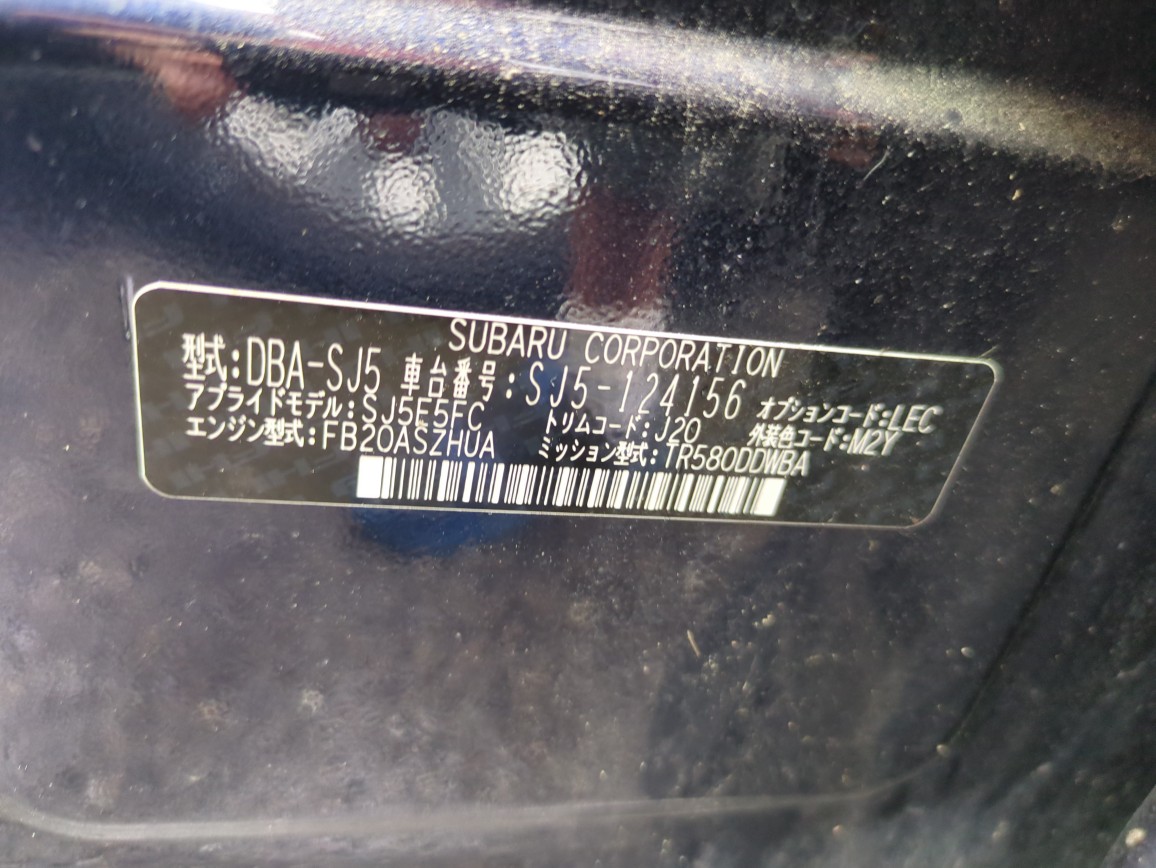 SUBARU CORPORATION
型式:DBA-SJ5 車台番号:SJ5-124156 オプションコード:LEC
アプライドモデル:SJ5E5FC トリムコード:J20 外装色コード:M2Y
エンジン型式:FB20ASZHUA ミッション型式:TR580DDWBA